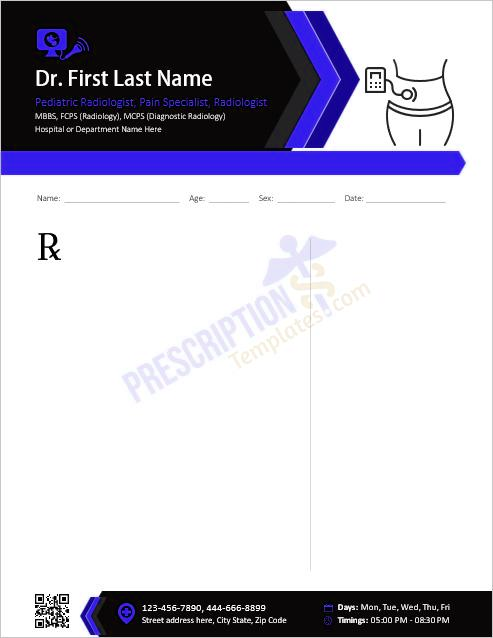 Dr. First Last Name
Pediatric Radiologist, Pain Specialist, Radiologist
MBBS, FCPS (Radiology), MCPS (Diagnostic Radiology)
Hospital or Department Name Here
Name: Age: Sex: Date:
℞
PRESCRIPTION
Templates.com
123-456-7890, 444-666-8899
Street address here, City State, Zip Code
Days: Mon, Tue, Wed, Thu, Fri
Timings: 05:00 PM - 08:30 PM